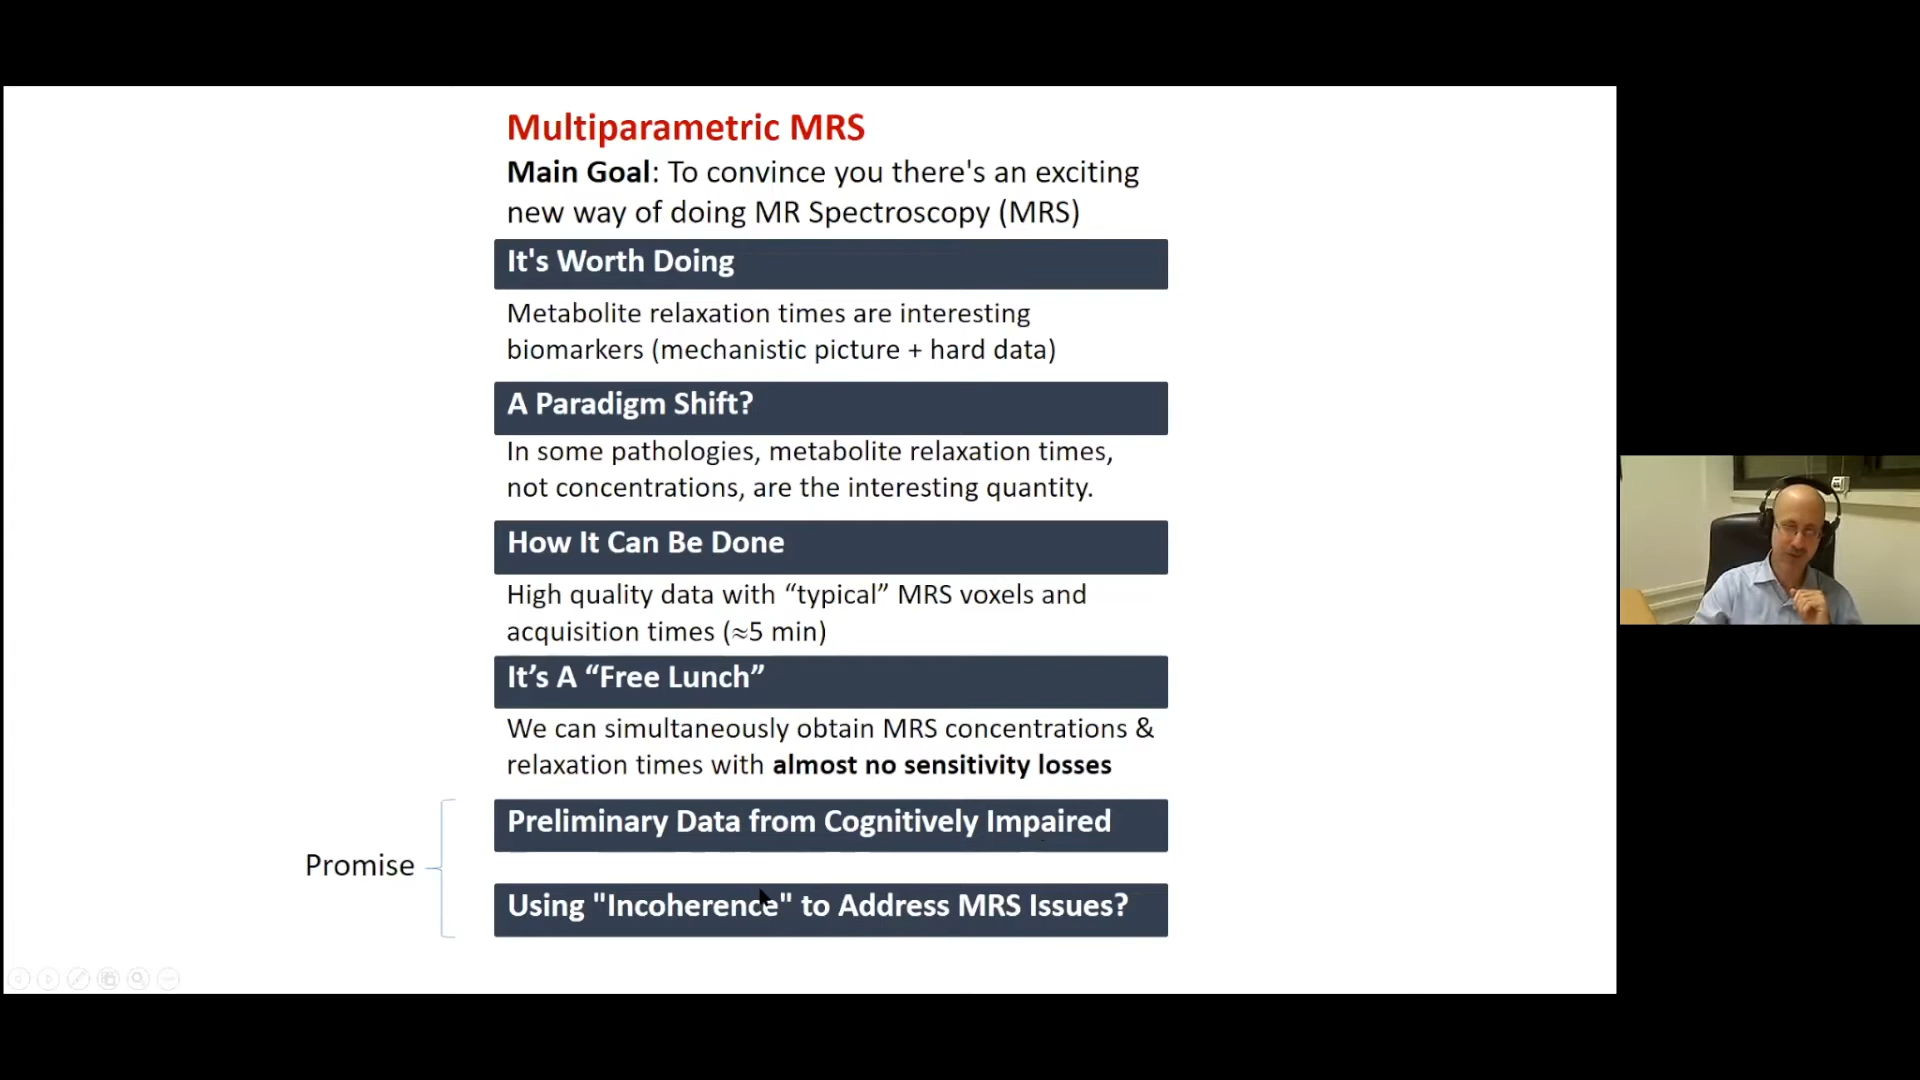 Multiparametric MRS
Main Goal: To convince you there's an exciting
new way of doing MR Spectroscopy (MRS)
It's Worth Doing
Metabolite relaxation times are interesting
biomarkers (mechanistic picture + hard data)
A Paradigm Shift?
In some pathologies, metabolite relaxation times,
not concentrations, are the interesting quantity.
How It Can Be Done
High quality data with “typical” MRS voxels and
acquisition times (≈5 min)
It’s A “Free Lunch”
We can simultaneously obtain MRS concentrations &
relaxation times with almost no sensitivity losses
Preliminary Data from Cognitively Impaired
Promise
Using "Incoherence" to Address MRS Issues?